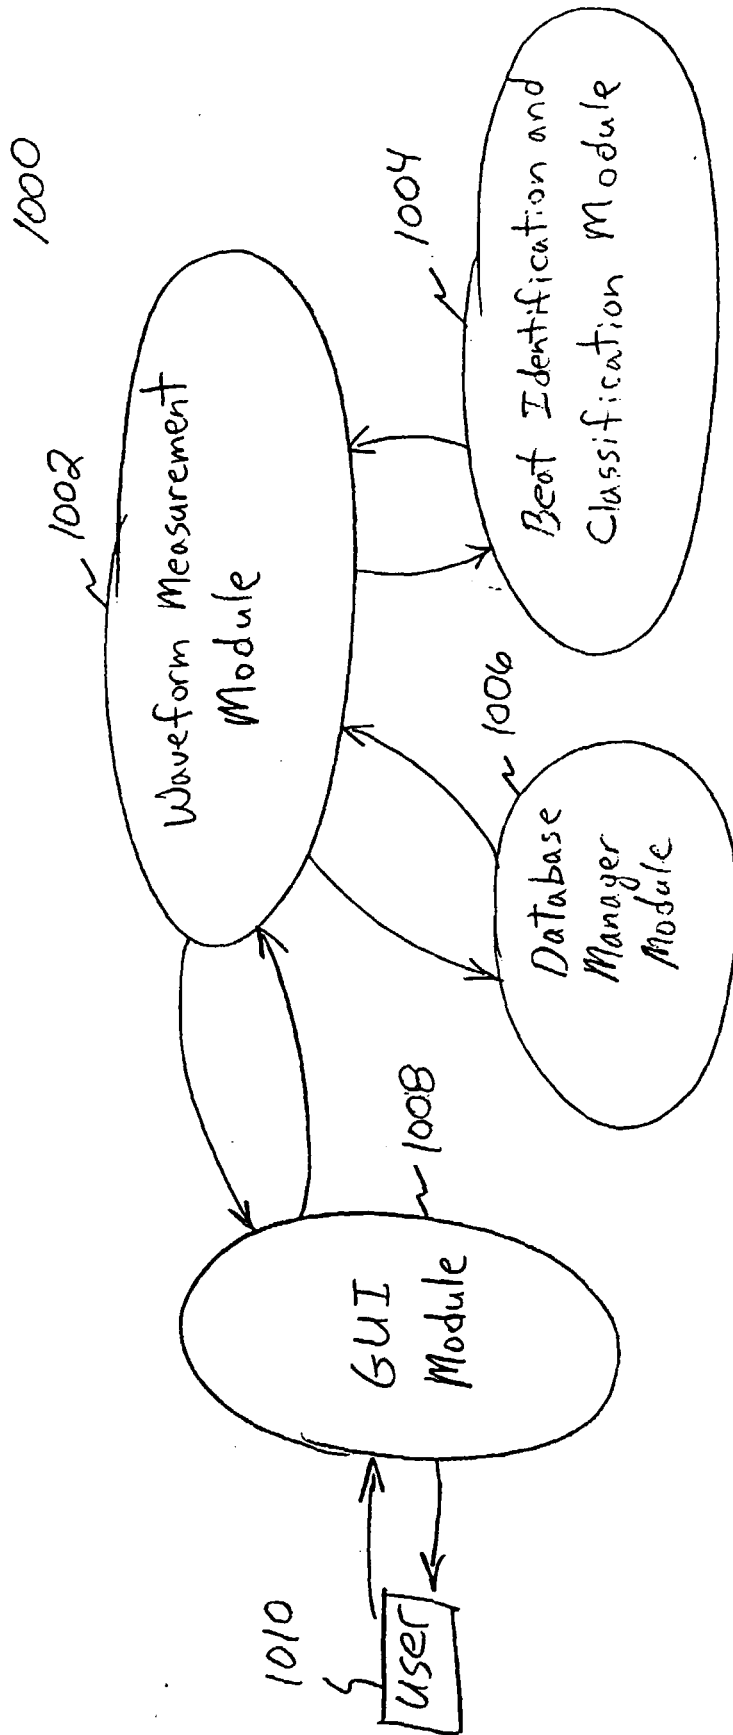 1000
1002
Waveform Measurement
Module
1004
Beat Identification and
Classification Module
1006
Database
Manager
Module
1008
GUI
Module
1010
User